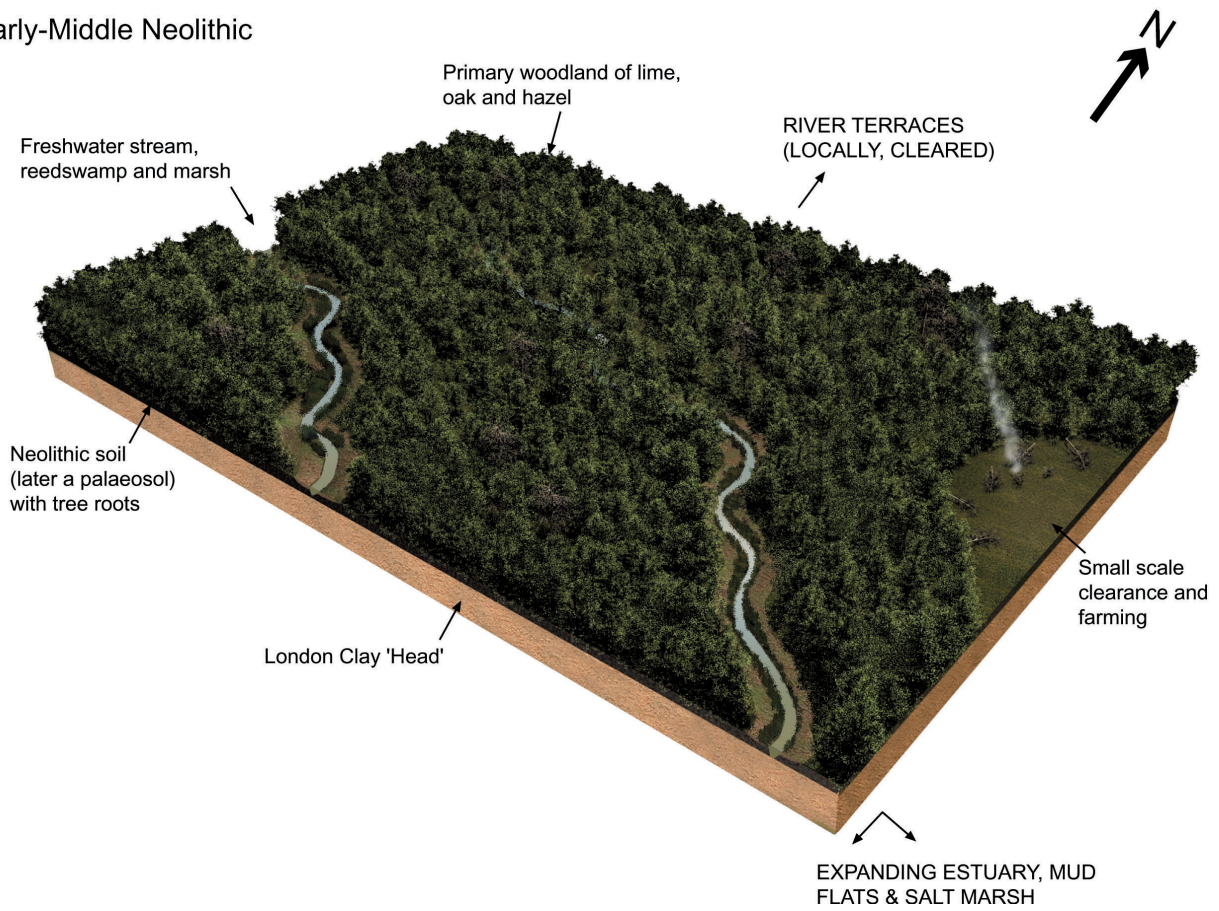 arly-Middle Neolithic
N
Primary woodland of lime,
oak and hazel
RIVER TERRACES
(LOCALLY, CLEARED)
Freshwater stream,
reedswamp and marsh
Neolithic soil
(later a palaeosol)
with tree roots
Small scale
clearance and
farming
London Clay 'Head'
EXPANDING ESTUARY, MUD
FLATS & SALT MARSH